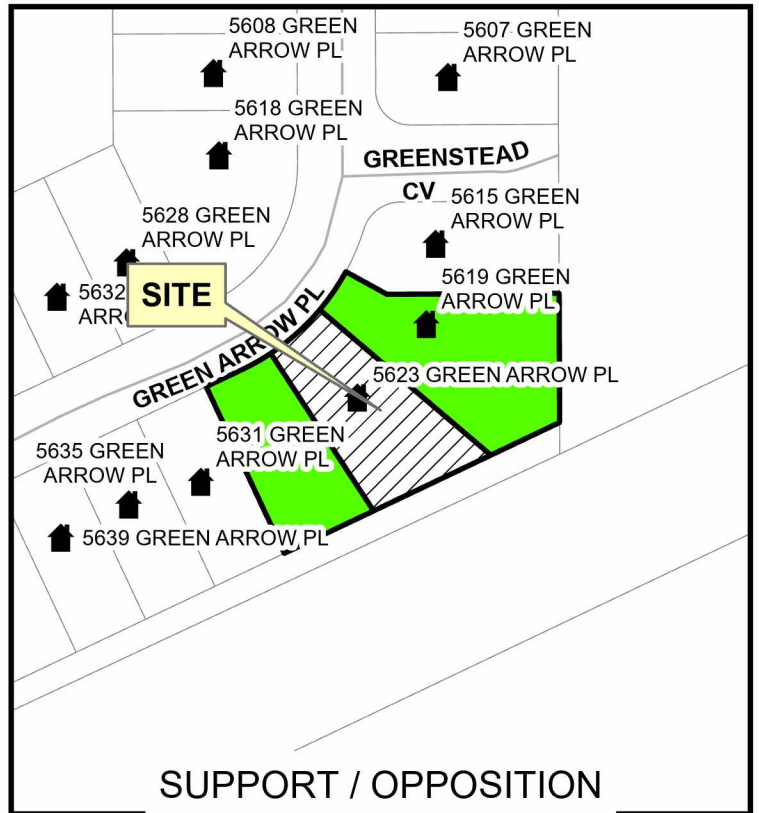 5608 GREEN
ARROW PL
5607 GREEN
ARROW PL
5618 GREEN
ARROW PL
GREENSTEAD
CV
5615 GREEN
ARROW PL
5628 GREEN
ARROW PL
5632
ARR
SITE
5619 GREEN
ARROW PL
GREEN ARROW PL
5623 GREEN ARROW PL
5631 GREEN
ARROW PL
5635 GREEN
ARROW PL
5639 GREEN ARROW PL
SUPPORT / OPPOSITION